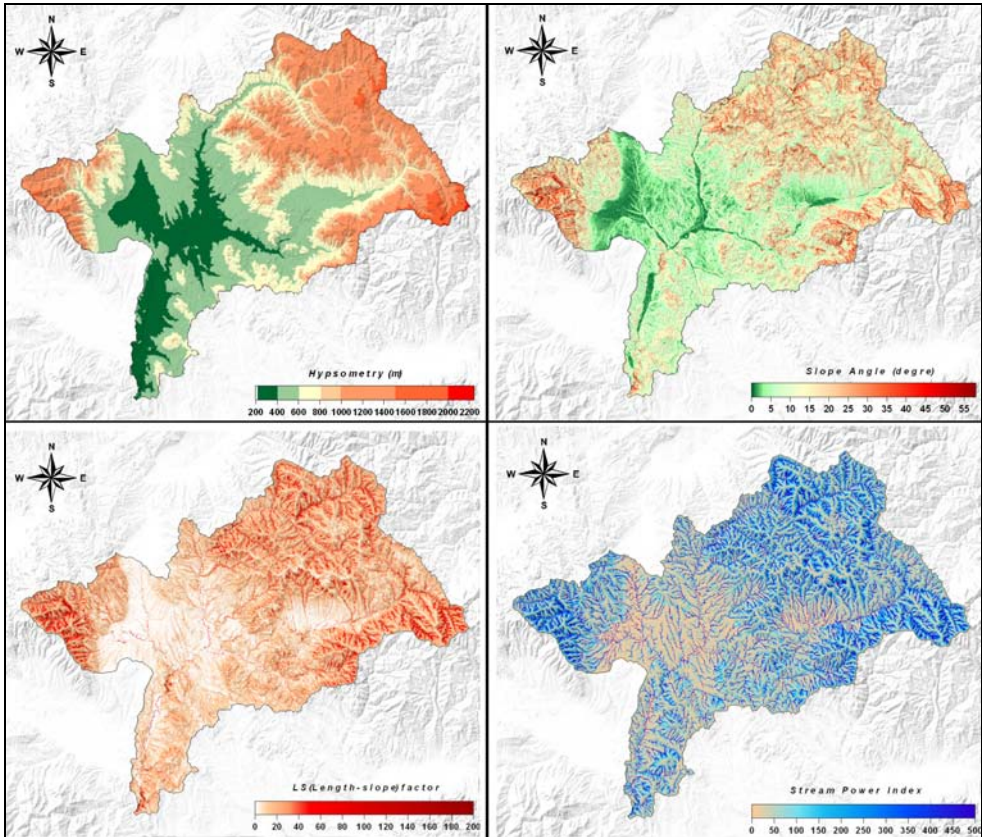 N
W E
S
Hypsometry (m)
200 400 600 800 1000 1400 1600 1800 2000 2200
N
W E
S
Slope Angle (degre)
0 5 10 15 20 25 30 35 40 45 50 55
N
W E
S
LS(Length-slope)factor
0 20 40 60 80 100 120 140 160 180 200
N
W E
S
Stream Power Index
0 50 100 150 200 250 300 350 400 450 500